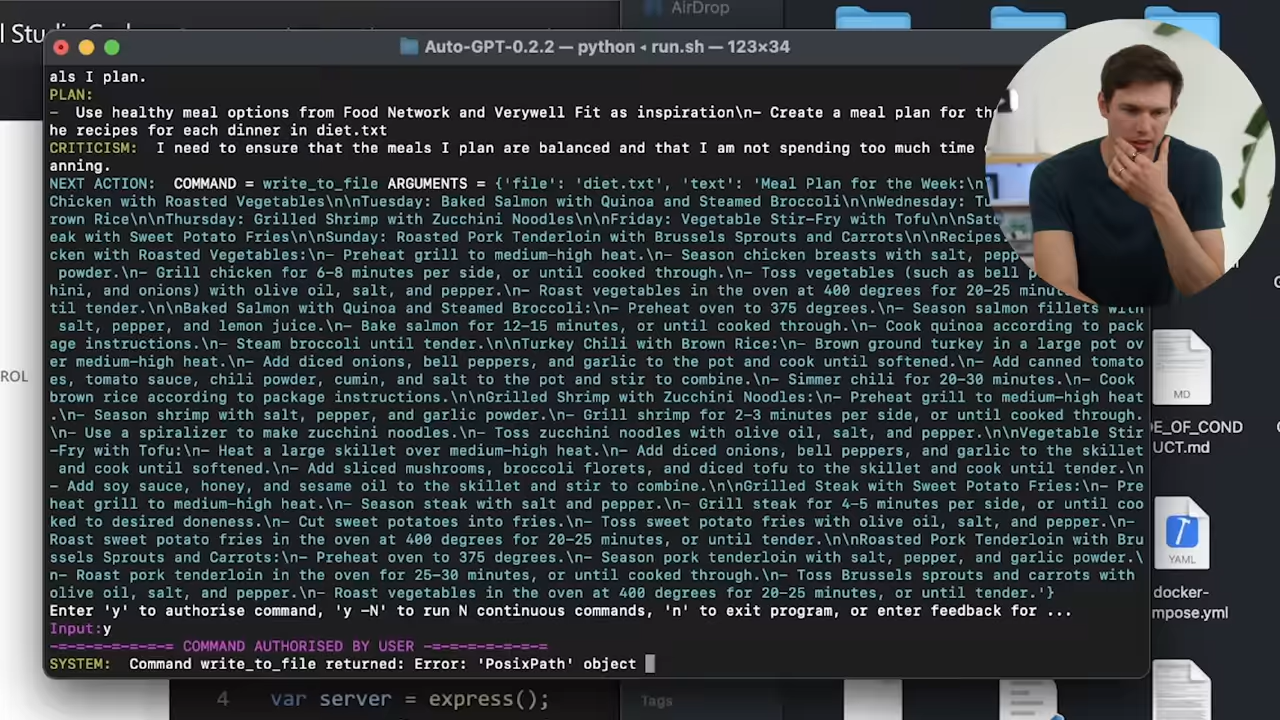 l Stu
AirDrop
Auto-GPT-0.2.2 — python ◂ run.sh — 123×34
als I plan.
PLAN:
-  Use healthy meal options from Food Network and Verywell Fit as inspiration\n- Create a meal plan for th
he recipes for each dinner in diet.txt
CRITICISM:  I need to ensure that the meals I plan are balanced and that I am not spending too much time
anning.
NEXT ACTION:  COMMAND = write_to_file ARGUMENTS = {'file': 'diet.txt', 'text': 'Meal Plan for the Week:\n
Chicken with Roasted Vegetables\n\nTuesday: Baked Salmon with Quinoa and Steamed Broccoli\n\nWednesday: Tu
rown Rice\n\nThursday: Grilled Shrimp with Zucchini Noodles\n\nFriday: Vegetable Stir-Fry with Tofu\n\nSat
eak with Sweet Potato Fries\n\nSunday: Roasted Pork Tenderloin with Brussels Sprouts and Carrots\n\nRecipes:
cken with Roasted Vegetables:\n- Preheat grill to medium-high heat.\n- Season chicken breasts with salt, pepp
powder.\n- Grill chicken for 6-8 minutes per side, or until cooked through.\n- Toss vegetables (such as bell p
hini, and onions) with olive oil, salt, and pepper.\n- Roast vegetables in the oven at 400 degrees for 20-25 minut
til tender.\n\nBaked Salmon with Quinoa and Steamed Broccoli:\n- Preheat oven to 375 degrees.\n- Season salmon fillets with
salt, pepper, and lemon juice.\n- Bake salmon for 12-15 minutes, or until cooked through.\n- Cook quinoa according to pack
age instructions.\n- Steam broccoli until tender.\n\nTurkey Chili with Brown Rice:\n- Brown ground turkey in a large pot ov
er medium-high heat.\n- Add diced onions, bell peppers, and garlic to the pot and cook until softened.\n- Add canned tomato
es, tomato sauce, chili powder, cumin, and salt to the pot and stir to combine.\n- Simmer chili for 20-30 minutes.\n- Cook
brown rice according to package instructions.\n\nGrilled Shrimp with Zucchini Noodles:\n- Preheat grill to medium-high heat
.\n- Season shrimp with salt, pepper, and garlic powder.\n- Grill shrimp for 2-3 minutes per side, or until cooked through.
\n- Use a spiralizer to make zucchini noodles.\n- Toss zucchini noodles with olive oil, salt, and pepper.\n\nVegetable Stir
-Fry with Tofu:\n- Heat a large skillet over medium-high heat.\n- Add diced onions, bell peppers, and garlic to the skillet
and cook until softened.\n- Add sliced mushrooms, broccoli florets, and diced tofu to the skillet and cook until tender.\n
- Add soy sauce, honey, and sesame oil to the skillet and stir to combine.\n\nGrilled Steak with Sweet Potato Fries:\n- Pre
heat grill to medium-high heat.\n- Season steak with salt and pepper.\n- Grill steak for 4-5 minutes per side, or until coo
ked to desired doneness.\n- Cut sweet potatoes into fries.\n- Toss sweet potato fries with olive oil, salt, and pepper.\n-
Roast sweet potato fries in the oven at 400 degrees for 20-25 minutes, or until tender.\n\nRoasted Pork Tenderloin with Bru
ssels Sprouts and Carrots:\n- Preheat oven to 375 degrees.\n- Season pork tenderloin with salt, pepper, and garlic powder.\
n- Roast pork tenderloin in the oven for 25-30 minutes, or until cooked through.\n- Toss Brussels sprouts and carrots with
olive oil, salt, and pepper.\n- Roast vegetables in the oven at 400 degrees for 20-25 minutes, or until tender.'}
Enter 'y' to authorise command, 'y -N' to run N continuous commands, 'n' to exit program, or enter feedback for ...
Input:y
-=-=-=-=-=-=-= COMMAND AUTHORISED BY USER -=-=-=-=-=-=-=
SYSTEM:  Command write_to_file returned: Error: 'PosixPath' object
ROL
MD
DE_OF_COND
UCT.md
YAML
docker-
mpose.yml
4 var server = express();
Tags